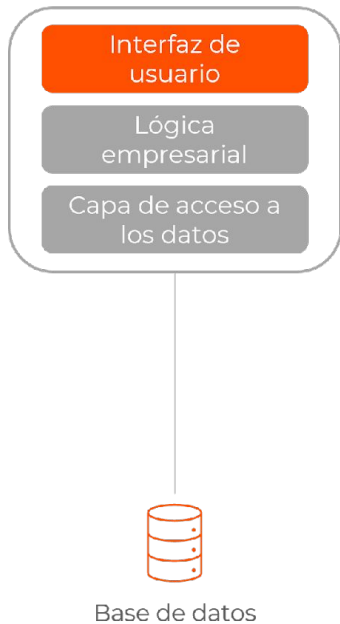 Interfaz de
usuario
Lógica
empresarial
Capa de acceso a
los datos
Base de datos